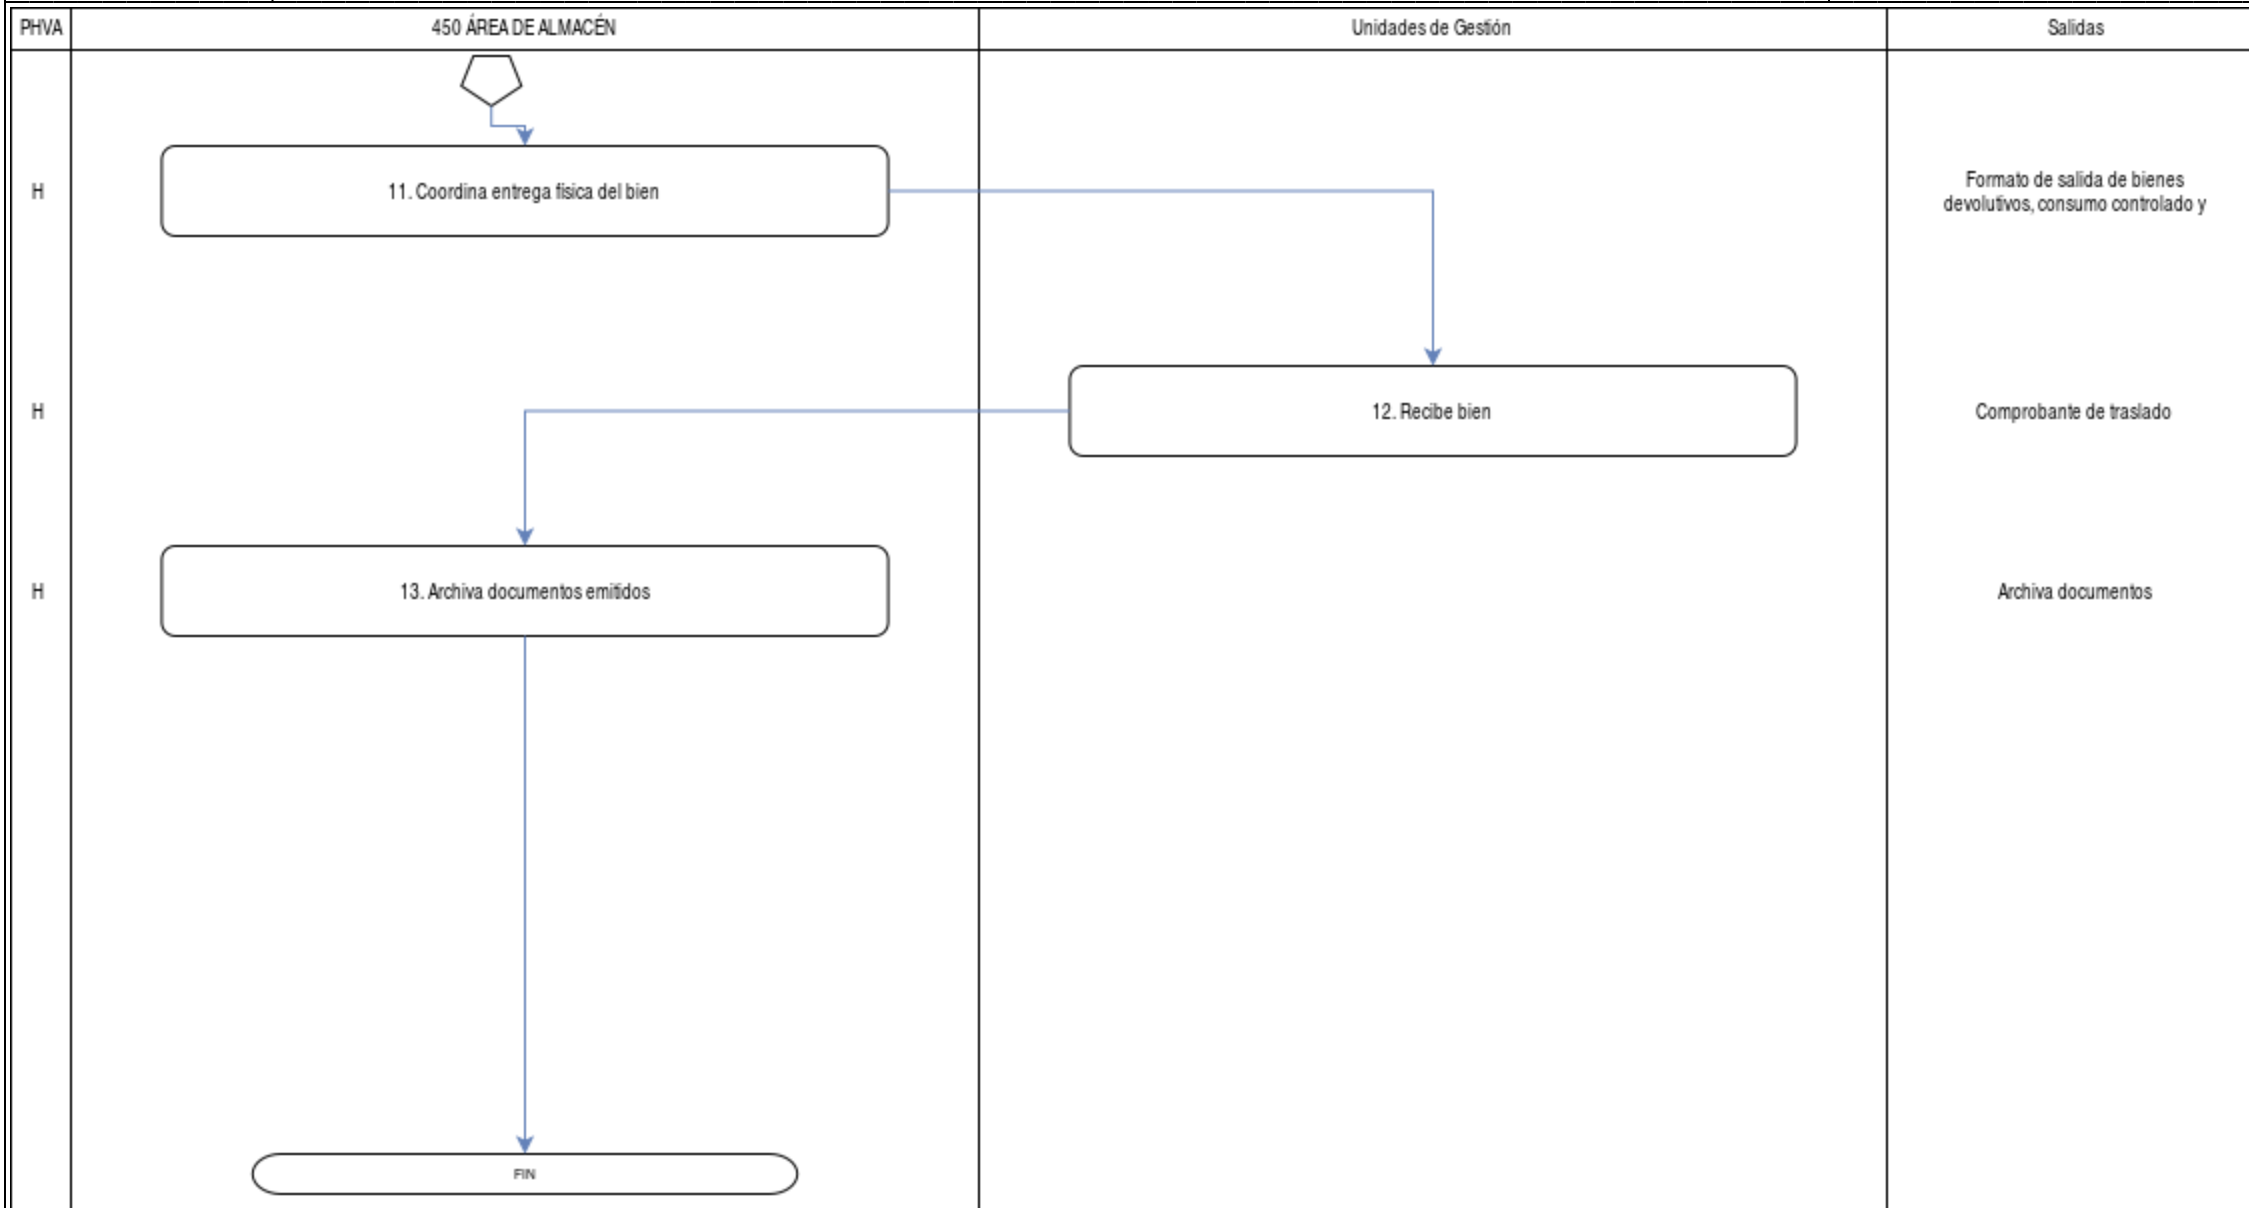 PHVA
450 ÁREA DE ALMACÉN
Unidades de Gestión
Salidas
H
11. Coordina entrega física del bien
Formato de salida de bienes
devolutivos, consumo controlado y
H
12. Recibe bien
Comprobante de traslado
H
13. Archiva documentos emitidos
Archiva documentos
FIN